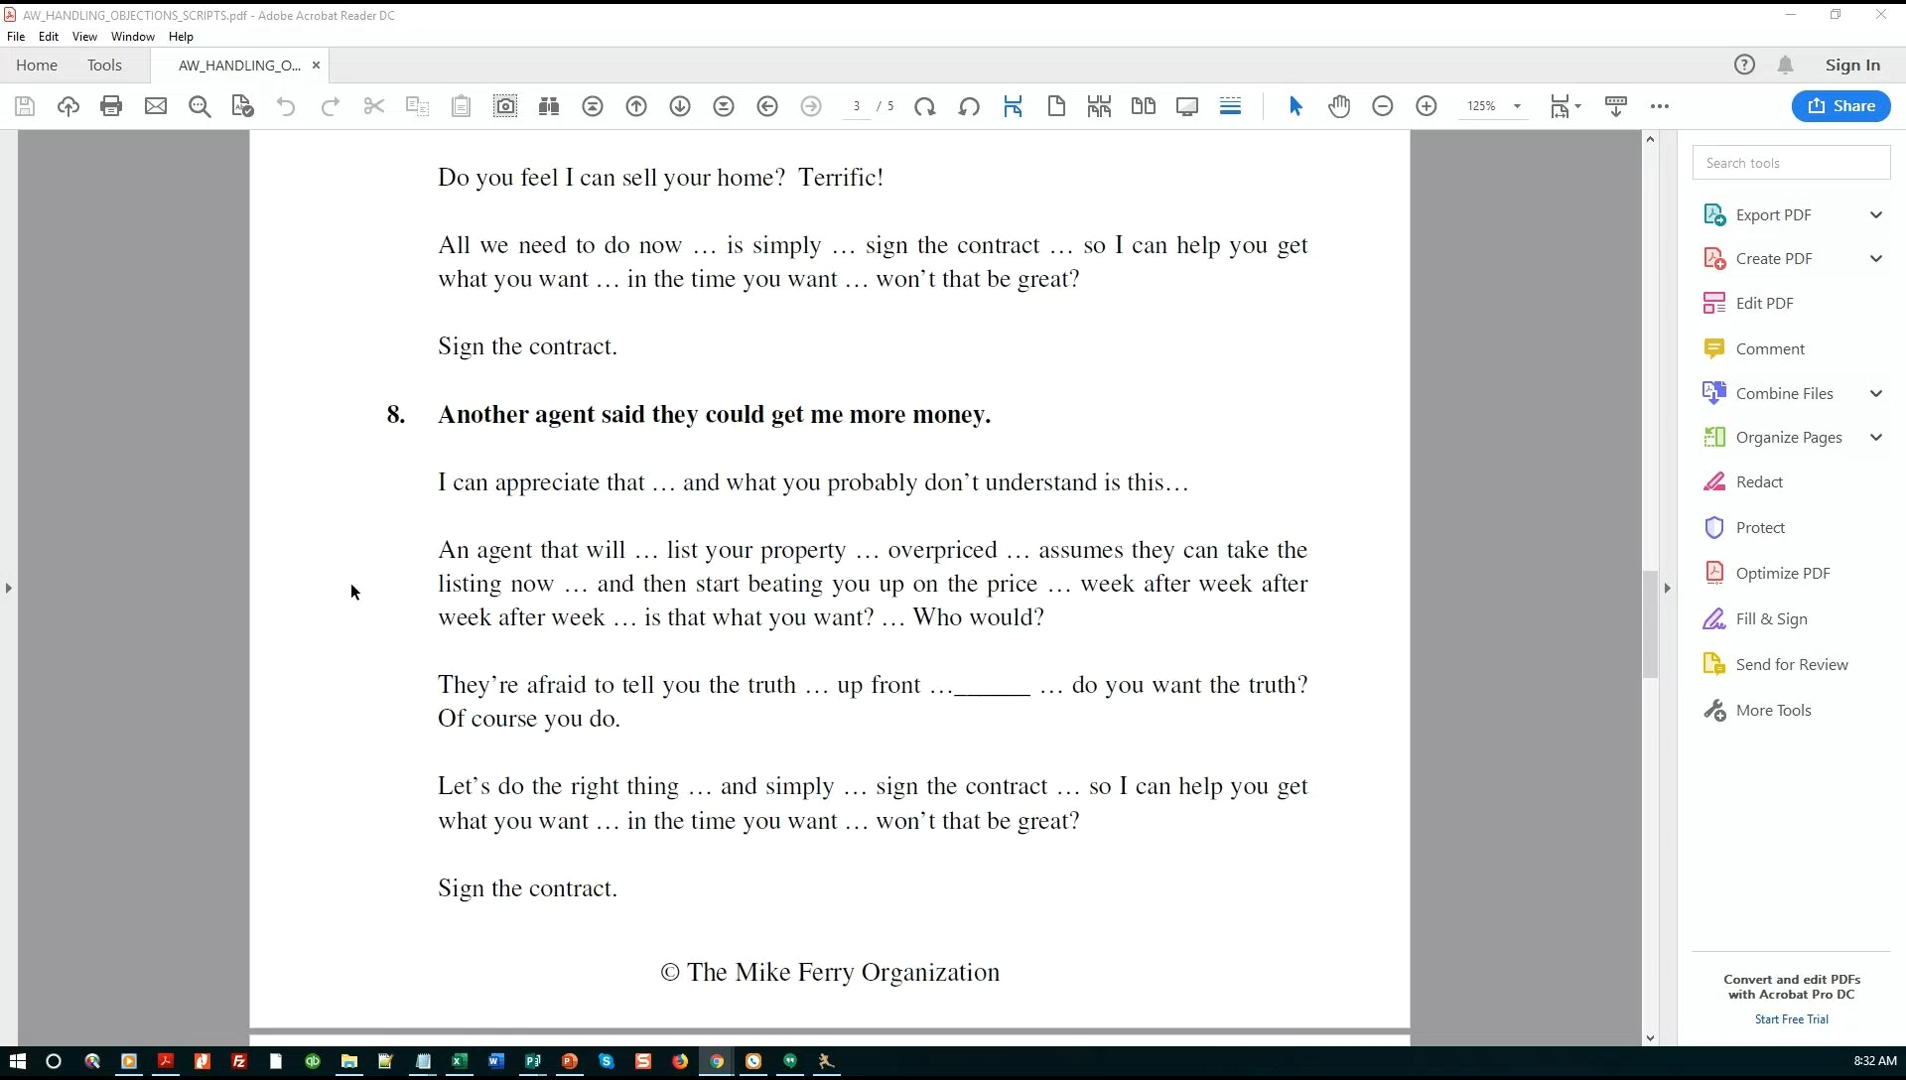 AW_HANDLING_OBJECTIONS_SCRIPTS.pdf - Adobe Acrobat Reader DC
File Edit View Window Help
Home Tools AW_HANDLING_O... × Sign In
3 / 5 125% Share
Do you feel I can sell your home? Terrific!
All we need to do now … is simply … sign the contract … so I can help you get
what you want … in the time you want … won’t that be great?
Sign the contract.
8. Another agent said they could get me more money.
I can appreciate that … and what you probably don’t understand is this…
An agent that will … list your property … overpriced … assumes they can take the
listing now … and then start beating you up on the price … week after week after
week after week … is that what you want? … Who would?
They’re afraid to tell you the truth … up front …______ … do you want the truth?
Of course you do.
Let’s do the right thing … and simply … sign the contract … so I can help you get
what you want … in the time you want … won’t that be great?
Sign the contract.
© The Mike Ferry Organization
Search tools
Export PDF
Create PDF
Edit PDF
Comment
Combine Files
Organize Pages
Redact
Protect
Optimize PDF
Fill & Sign
Send for Review
More Tools
Convert and edit PDFs
with Acrobat Pro DC
Start Free Trial
8:32 AM